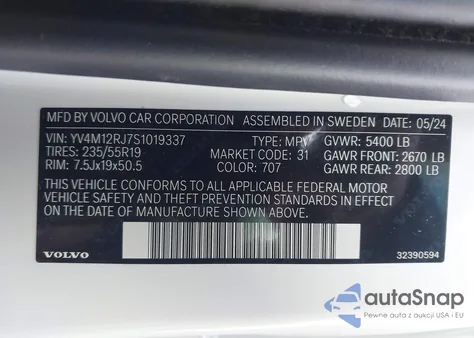 MFD BY VOLVO CAR CORPORATION ASSEMBLED IN SWEDEN DATE: 05/24
VIN: YV4M12RJ7S1019337 TYPE: MPV GVWR: 5400 LB
TIRES: 235/55R19 MARKET CODE: 31 GAWR FRONT: 2670 LB
RIM: 7.5Jx19x50.5 COLOR: 707 GAWR REAR: 2800 LB
THIS VEHICLE CONFORMS TO ALL APPLICABLE FEDERAL MOTOR
VEHICLE SAFETY AND THEFT PREVENTION STANDARDS IN EFFECT
ON THE DATE OF MANUFACTURE SHOWN ABOVE.
VOLVO 32390594
autoSnap
Pewne auta z aukcji USA i EU